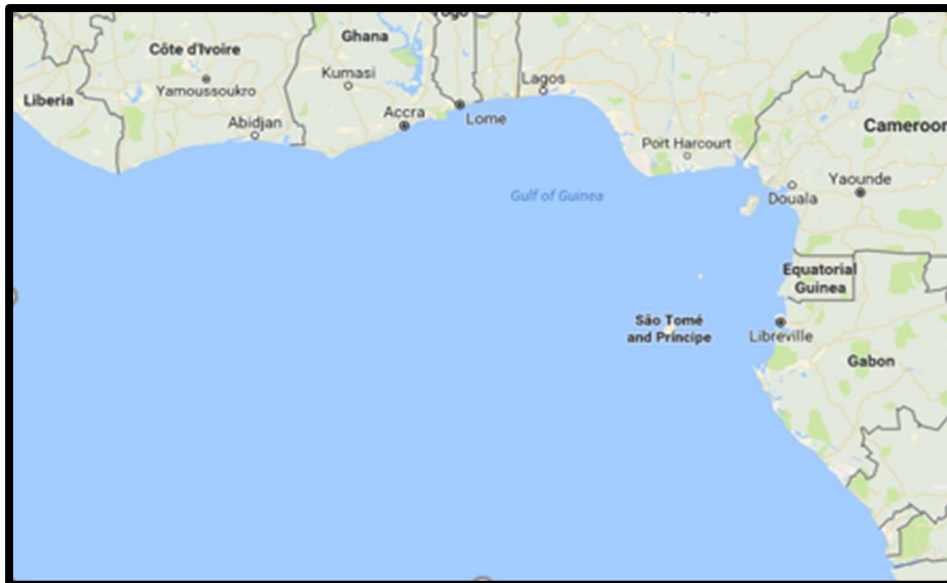 Ghana
Côte d'Ivoire
Kumasi
Lagos
Yamoussoukro
Liberia
Accra
Lome
Abidjan
Cameroon
Port Harcourt
Yaounde
Gulf of Guinea
Douala
Equatorial
Guinea
São Tomé
and Príncipe
Libreville
Gabon